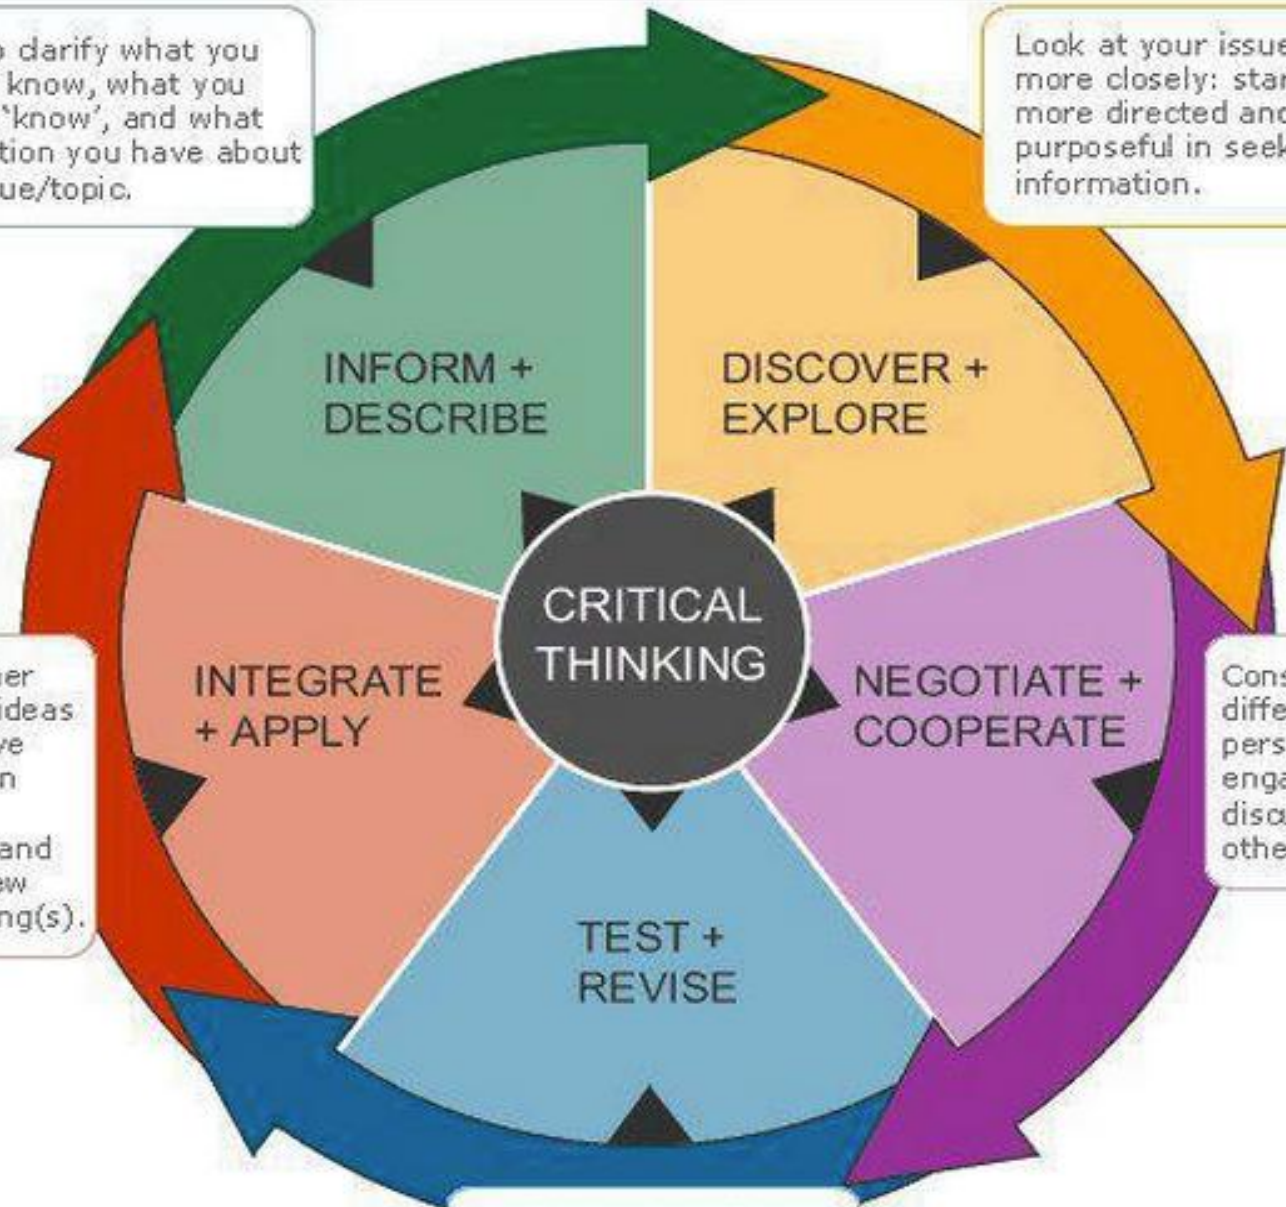 o clarify what you
know, what you
‘know’, and what
tion you have about
ue/topic.
Look at your issue
more closely: star
more directed and
purposeful in seek
information.
INFORM +
DESCRIBE
DISCOVER +
EXPLORE
CRITICAL
THINKING
INTEGRATE
+ APPLY
NEGOTIATE +
COOPERATE
TEST +
REVISE
her
ideas
ve
n
and
ew
ng(s).
Cons
diffe
pers
enga
discu
othe